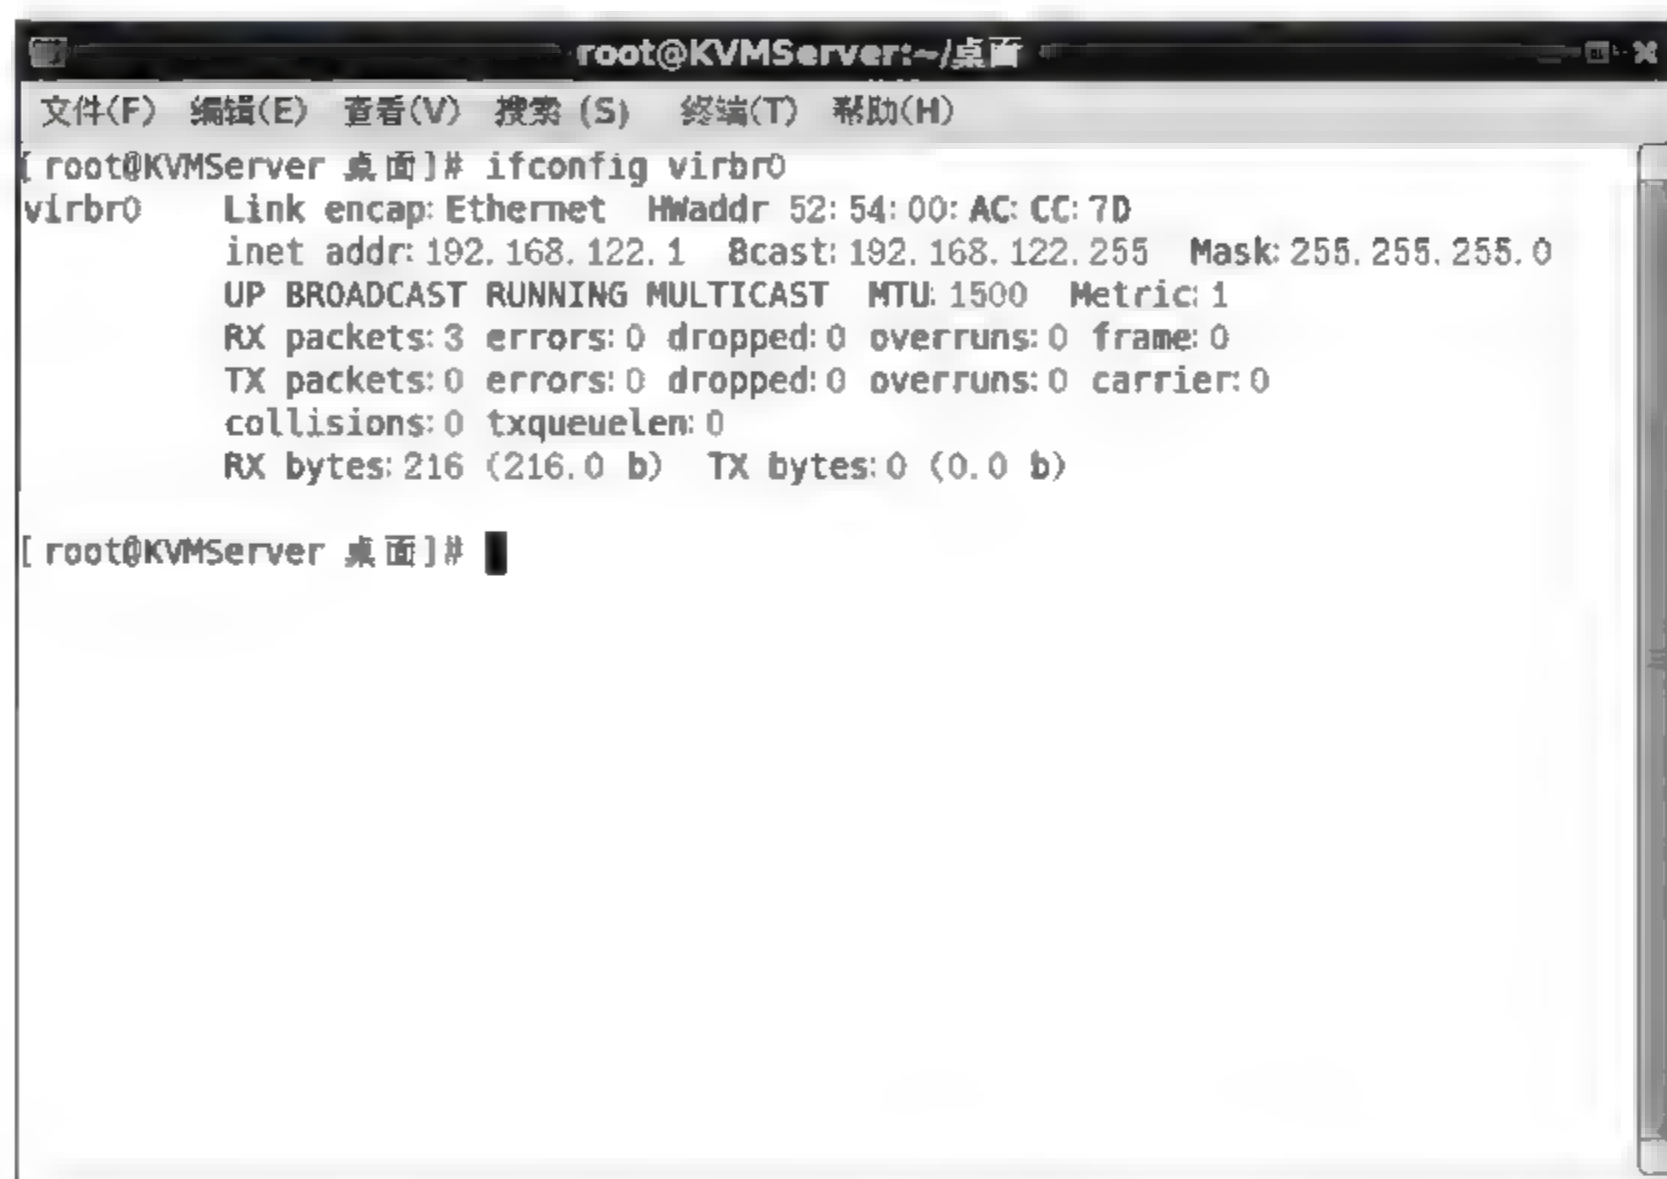 root@KVMServer:~/桌面
文件(F) 编辑(E) 查看(V) 搜索 (S) 终端(T) 帮助(H)
[root@KVMServer 桌面]# ifconfig virbr0
virbr0 Link encap:Ethernet HWaddr 52:54:00:AC:CC:7D
inet addr:192.168.122.1 Bcast:192.168.122.255 Mask:255.255.255.0
UP BROADCAST RUNNING MULTICAST MTU:1500 Metric:1
RX packets:3 errors:0 dropped:0 overruns:0 frame:0
TX packets:0 errors:0 dropped:0 overruns:0 carrier:0
collisions:0 txqueuelen:0
RX bytes:216 (216.0 b) TX bytes:0 (0.0 b)
[root@KVMServer 桌面]#